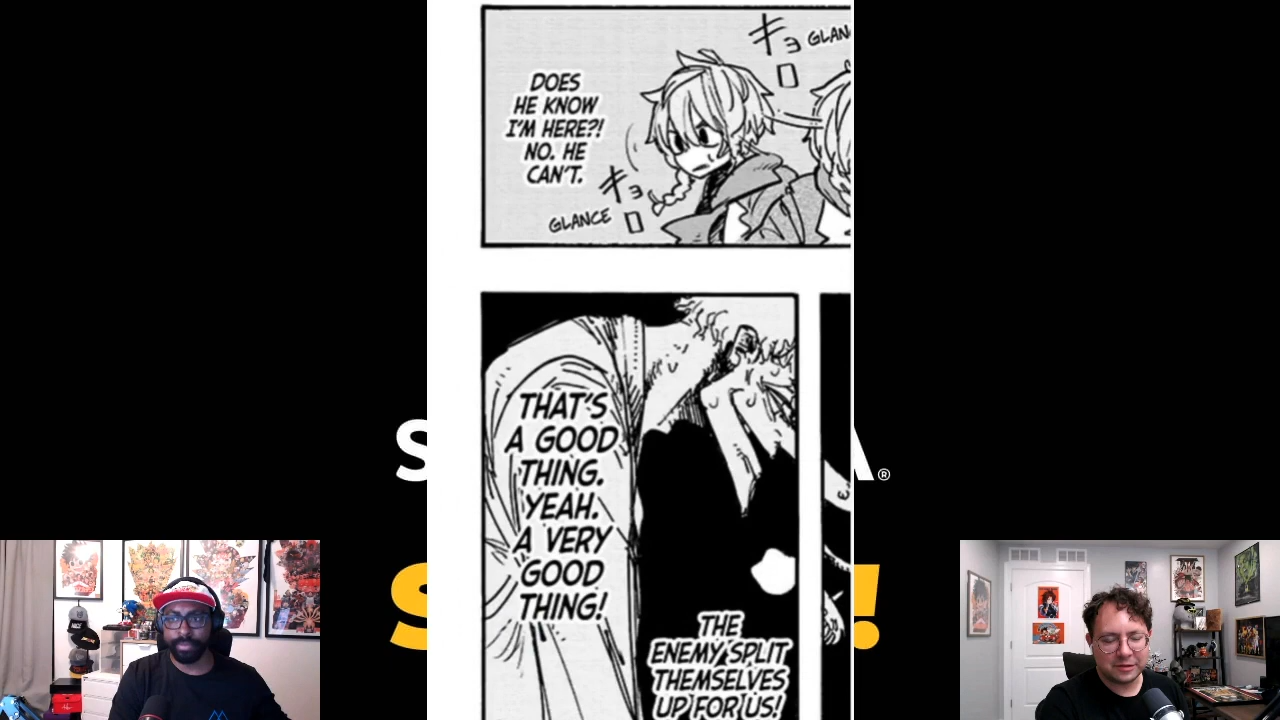 GLAN
DOES
HE KNOW
I'M HERE?!
NO. HE
CAN'T.
キョロ
キョロ
GLANCE
THAT'S
A GOOD
THING.
YEAH.
A VERY
GOOD
THING!
THE
ENEMY SPLIT
THEMSELVES
UP FOR US!
S
A®
S
!